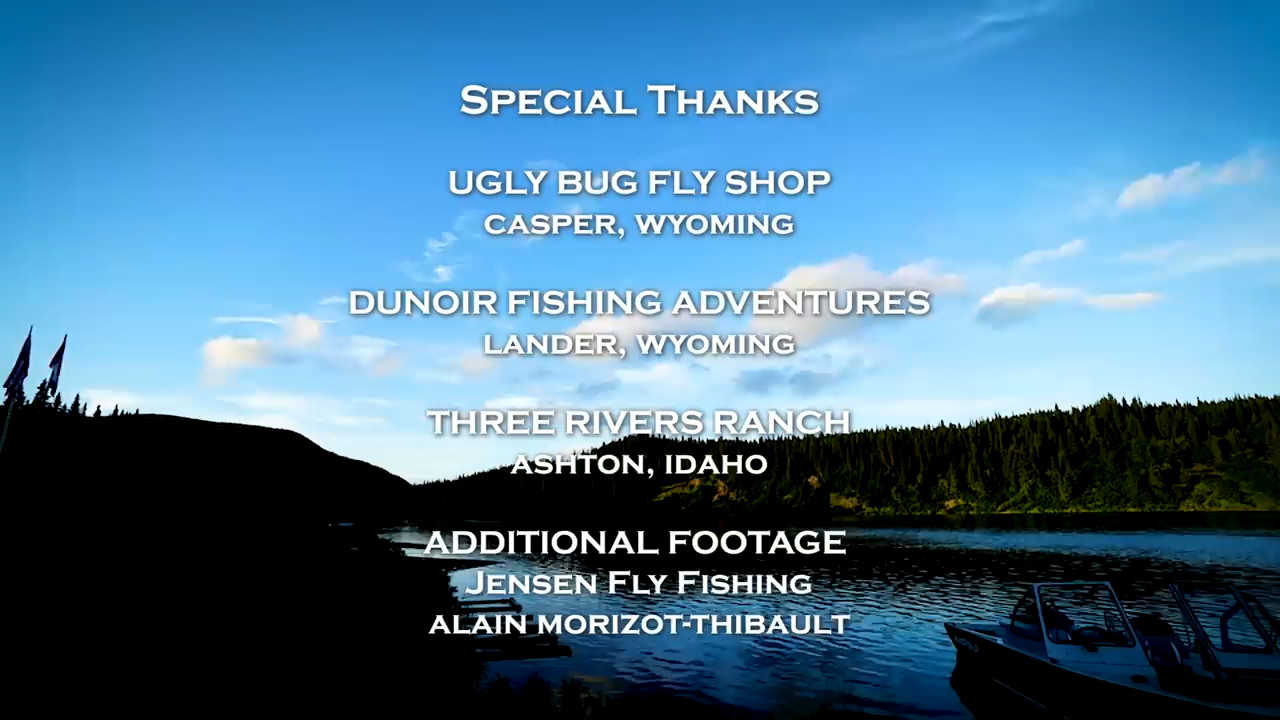 Special Thanks
UGLY BUG FLY SHOP
CASPER, WYOMING
DUNOIR FISHING ADVENTURES
LANDER, WYOMING
THREE RIVERS RANCH
ASHTON, IDAHO
ADDITIONAL FOOTAGE
Jensen Fly Fishing
ALAIN MORIZOT-THIBAULT